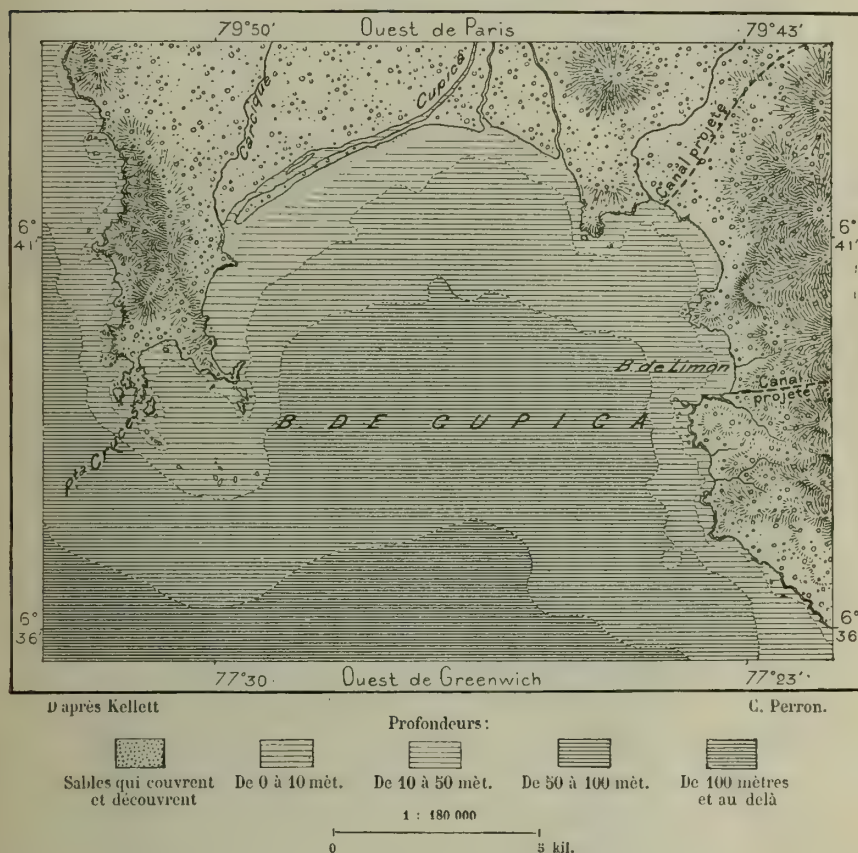 79°50' Ouest de Paris 79°43'
Carcique
Cupica
Canal projeté
6° 41'
6° 41'
B. de Limon
Canal projeté
B. DE CUPICA
Pta Cruces
6° 36'
6° 36'
77°30 Ouest de Greenwich 77°23'
D'après Kellett C. Perron.
Profondeurs :
Sables qui couvrent et découvrent
De 0 à 10 mèt.
De 10 à 50 mèt.
De 50 à 100 mèt.
De 100 mètres et au delà
1 : 180 000
0 5 kil.